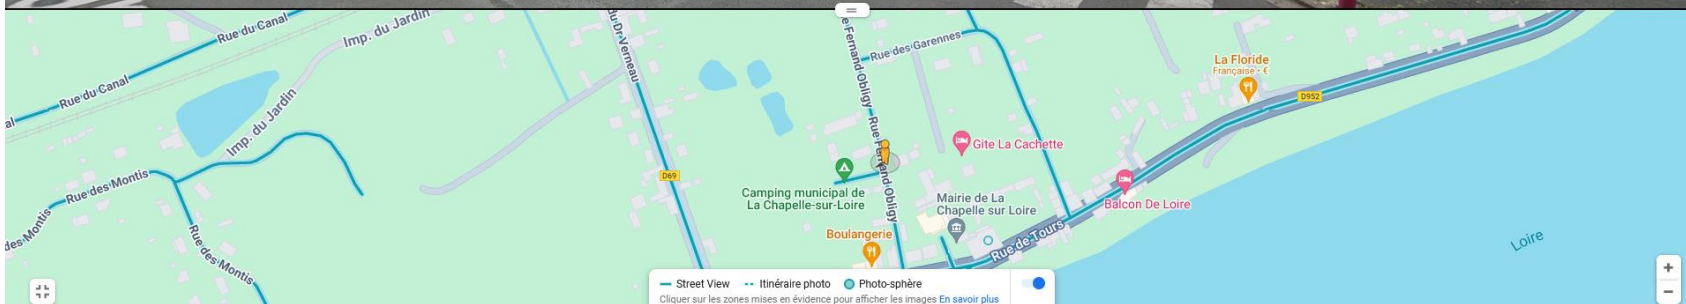 Rue du Canal
Imp. du Jardin
du Dr Verneau
e Fernand Obligy
Rue des Garennes
La Floride
Française • €
D952
Rue du Canal
al
Imp. du Jardin
Rue Fernand Obligy
Gite La Cachette
D69
Rue des Montis
Camping municipal de
La Chapelle-sur-Loire
Mairie de La
Chapelle sur Loire
Balcon De Loire
des Montis
Rue des Montis
Boulangerie
Rue de Tours
Loire
Street View
Itinéraire photo
Photo-sphère
Cliquer sur les zones mises en évidence pour afficher les images En savoir plus
+
−